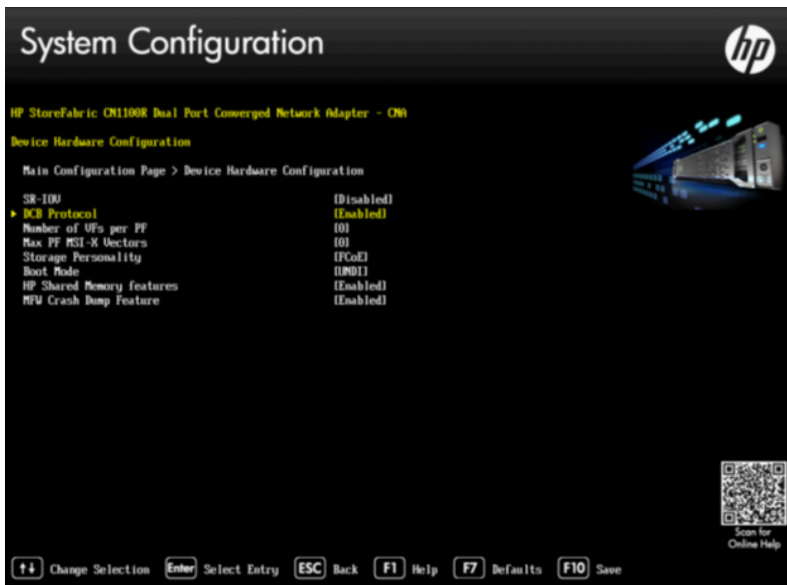 System Configuration
hp
HP StoreFabric CN1100R Dual Port Converged Network Adapter - CNA
Device Hardware Configuration
Main Configuration Page > Device Hardware Configuration
SR-IOV [Disabled]
DCB Protocol [Enabled]
Number of VFs per PF [0]
Max PF MSI-X Vectors [0]
Storage Personality [FCoE]
Boot Mode [UNDI]
HP Shared Memory features [Enabled]
MFW Crash Dump Feature [Enabled]
Scan for
Online Help
↑↓ Change Selection Enter Select Entry ESC Back F1 Help F7 Defaults F10 Save